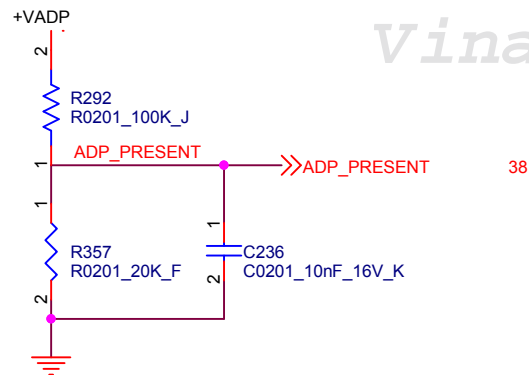 +VADP
Vina
2
R292
R0201_100K_J
1
ADP_PRESENT
ADP_PRESENT
38
1
1
R357
R0201_20K_F
C236
C0201_10nF_16V_K
2
2